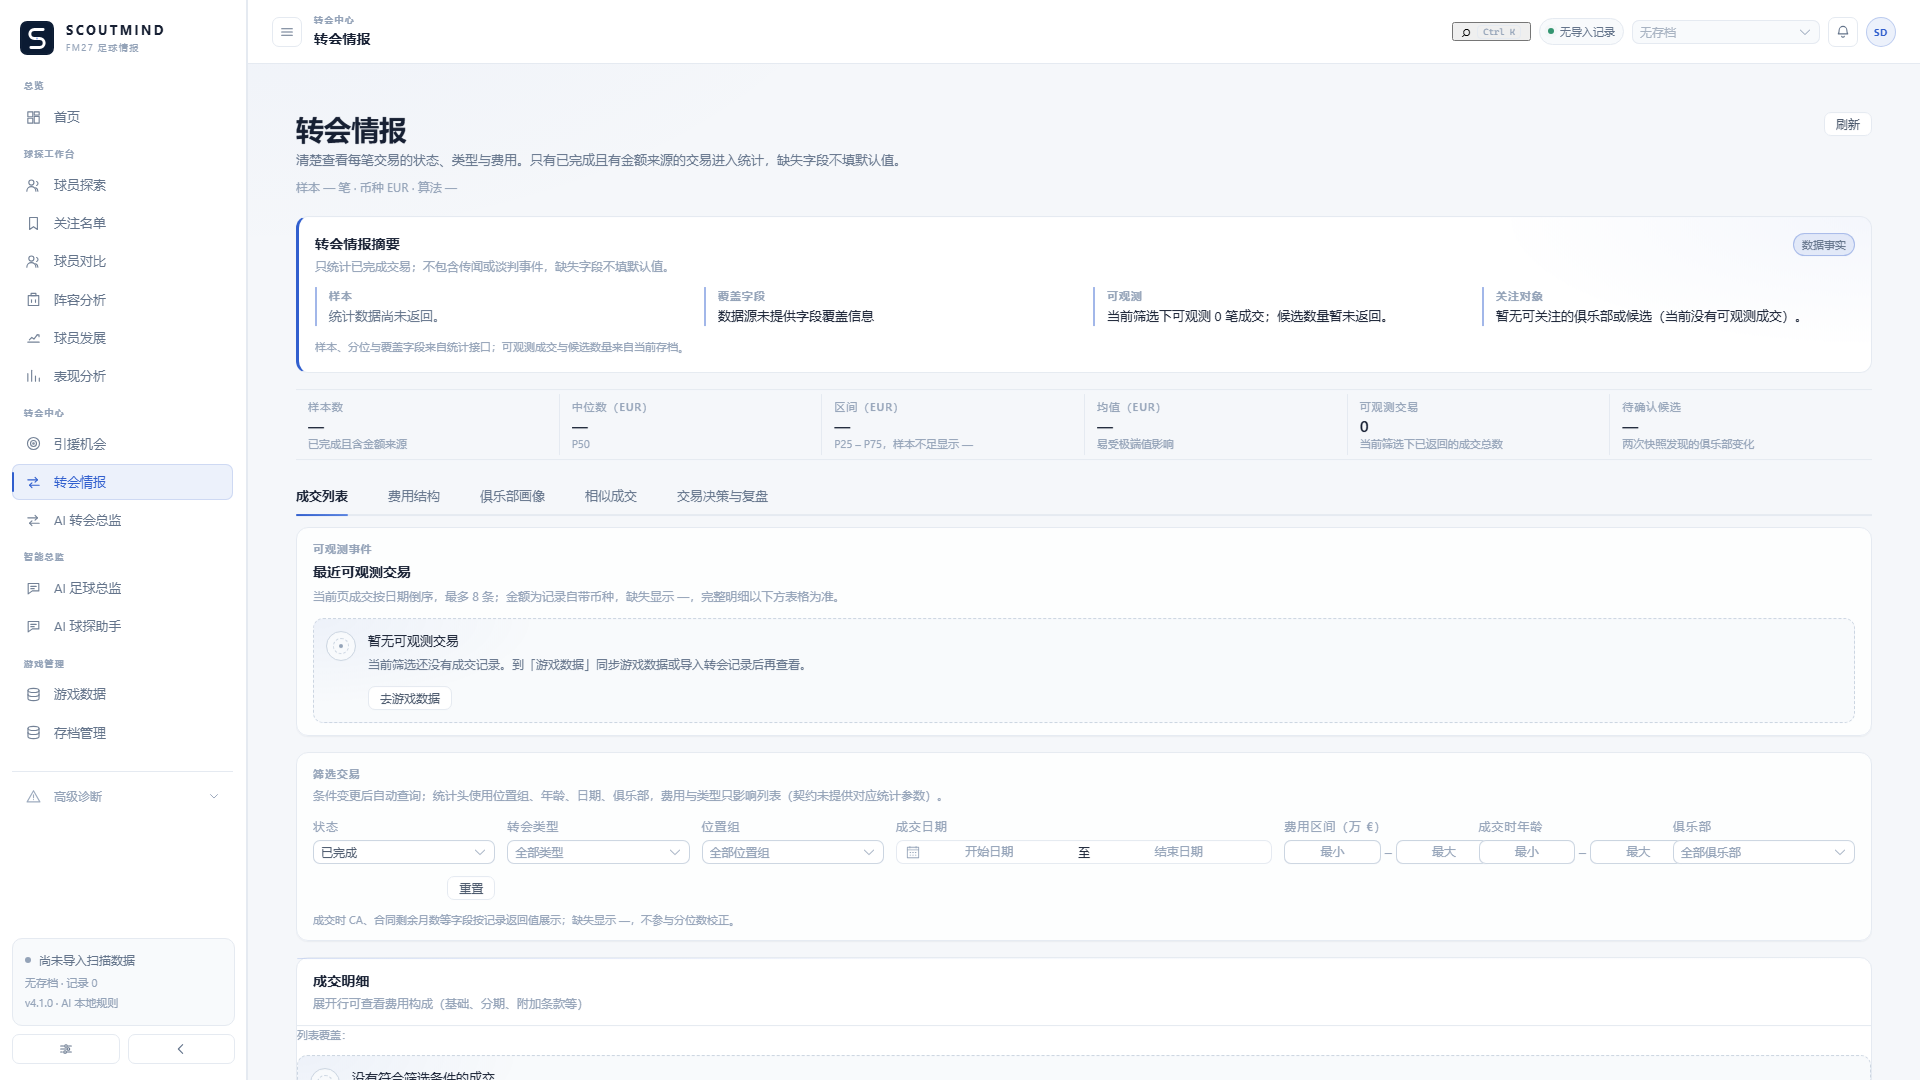 SCOUTMIND
FM27 足球情报
总览
首页
球探工作台
球员探索
关注名单
球员对比
阵容分析
球员发展
表现分析
转会中心
引援机会
转会情报
AI 转会总监
智能总监
AI 足球总监
AI 球探助手
游戏管理
游戏数据
存档管理
高级诊断
尚未导入扫描数据
无存档 · 记录 0
v4.1.0 · AI 本地规则
转会中心
转会情报
Ctrl K
无导入记录
无存档
SD
转会情报
刷新
清楚查看每笔交易的状态、类型与费用。只有已完成且有金额来源的交易进入统计，缺失字段不填默认值。
样本 — 笔 · 币种 EUR · 算法 —
转会情报摘要
数据事实
只统计已完成交易；不包含传闻或谈判事件，缺失字段不填默认值。
样本
统计数据尚未返回。
覆盖字段
数据源未提供字段覆盖信息
可观测
当前筛选下可观测 0 笔成交；候选数量暂未返回。
关注对象
暂无可关注的俱乐部或候选（当前没有可观测成交）。
样本、分位与覆盖字段来自统计接口；可观测成交与候选数量来自当前存档。
样本数
—
已完成且含金额来源
中位数（EUR）
—
P50
区间（EUR）
—
P25 – P75，样本不足显示 —
均值（EUR）
—
易受极端值影响
可观测交易
0
当前筛选下已返回的成交总数
待确认候选
—
两次快照发现的俱乐部变化
成交列表 费用结构 俱乐部画像 相似成交 交易决策与复盘
可观测事件
最近可观测交易
当前页成交按日期倒序，最多 8 条；金额为记录自带币种，缺失显示 —，完整明细以下方表格为准。
暂无可观测交易
当前筛选还没有成交记录。到「游戏数据」同步游戏数据或导入转会记录后再查看。
去游戏数据
筛选交易
条件变更后自动查询；统计头使用位置组、年龄、日期、俱乐部，费用与类型只影响列表（契约未提供对应统计参数）。
状态 转会类型 位置组 成交日期 费用区间（万 €） 成交时年龄 俱乐部
已完成 全部类型 全部位置组 开始日期 至 结束日期 最小 – 最大 最小 – 最大 全部俱乐部
重置
成交时 CA、合同剩余月数等字段按记录返回值展示；缺失显示 —，不参与分位数校正。
成交明细
展开行可查看费用构成（基础、分期、附加条款等）
列表覆盖：
没有符合筛选条件的成交